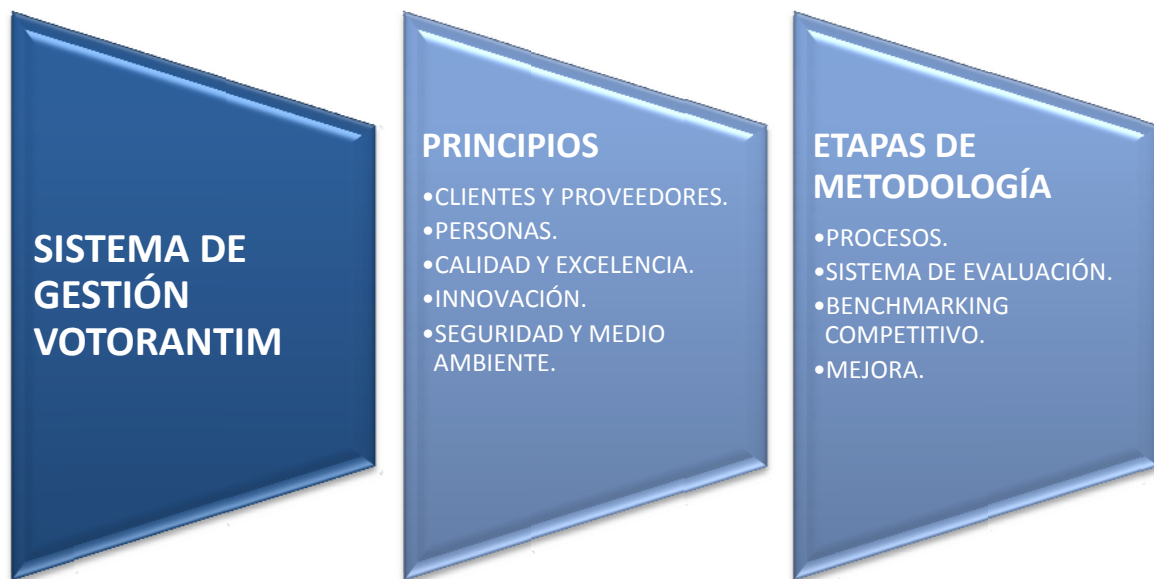 SISTEMA DE
GESTIÓN
VOTORANTIM
PRINCIPIOS
•CLIENTES Y PROVEEDORES.
•PERSONAS.
•CALIDAD Y EXCELENCIA.
•INNOVACIÓN.
•SEGURIDAD Y MEDIO
AMBIENTE.
ETAPAS DE
METODOLOGÍA
•PROCESOS.
•SISTEMA DE EVALUACIÓN.
•BENCHMARKING
COMPETITIVO.
•MEJORA.